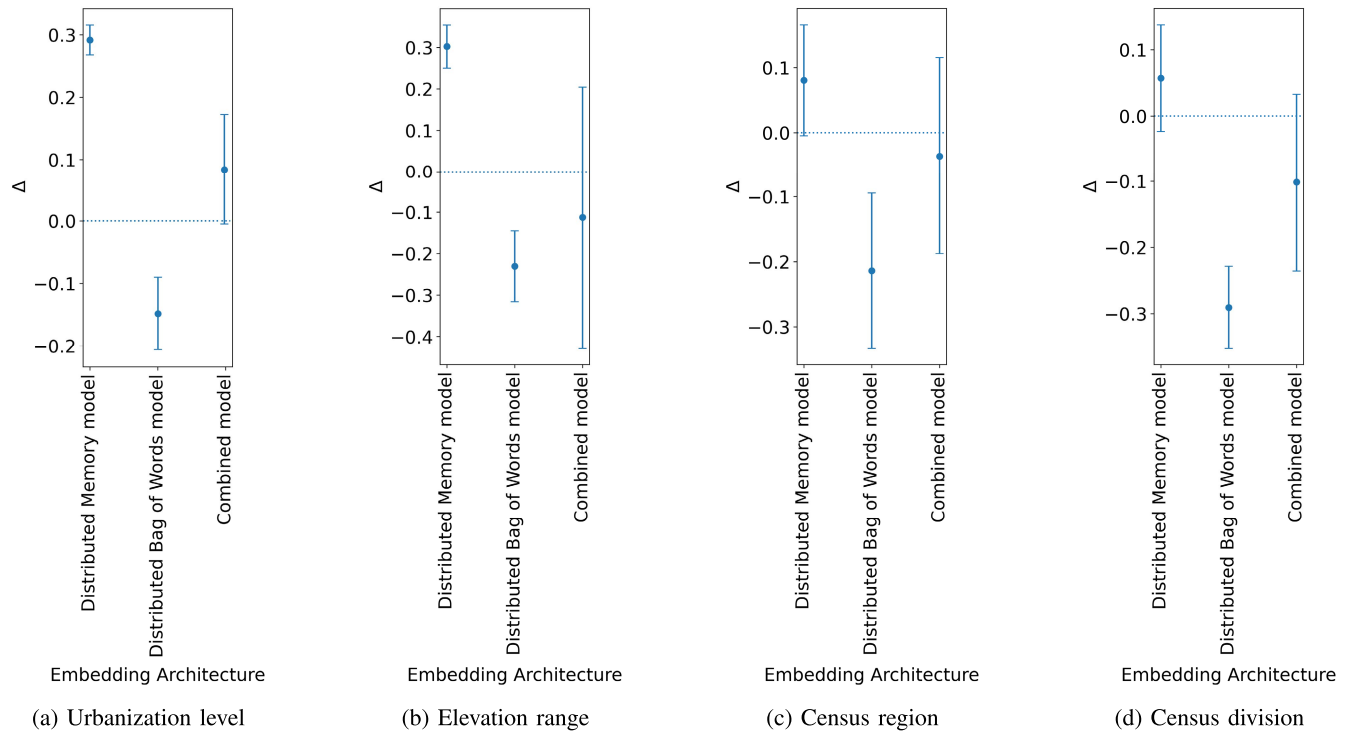 0.3
0.2
0.1
0.0
−0.1
−0.2
Δ
Distributed Memory model
Distributed Bag of Words model
Combined model
Embedding Architecture
(a) Urbanization level
0.3
0.2
0.1
0.0
−0.1
−0.2
−0.3
−0.4
Δ
Distributed Memory model
Distributed Bag of Words model
Combined model
Embedding Architecture
(b) Elevation range
0.1
0.0
−0.1
−0.2
−0.3
Δ
Distributed Memory model
Distributed Bag of Words model
Combined model
Embedding Architecture
(c) Census region
0.1
0.0
−0.1
−0.2
−0.3
Δ
Distributed Memory model
Distributed Bag of Words model
Combined model
Embedding Architecture
(d) Census division